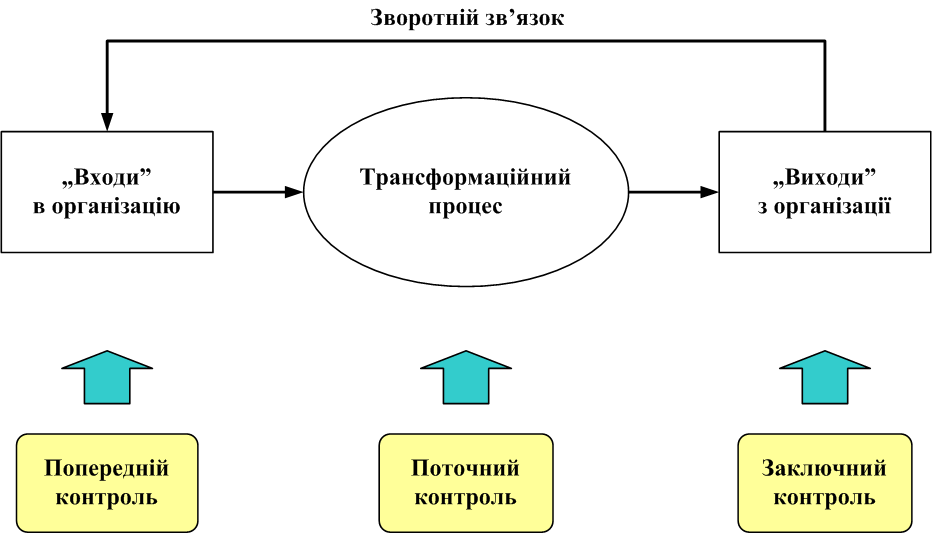 Зворотній зв’язок
„Входи”
в організацію
Трансформаційний
процес
„Виходи”
з організації
Попередній
контроль
Поточний
контроль
Заключний
контроль